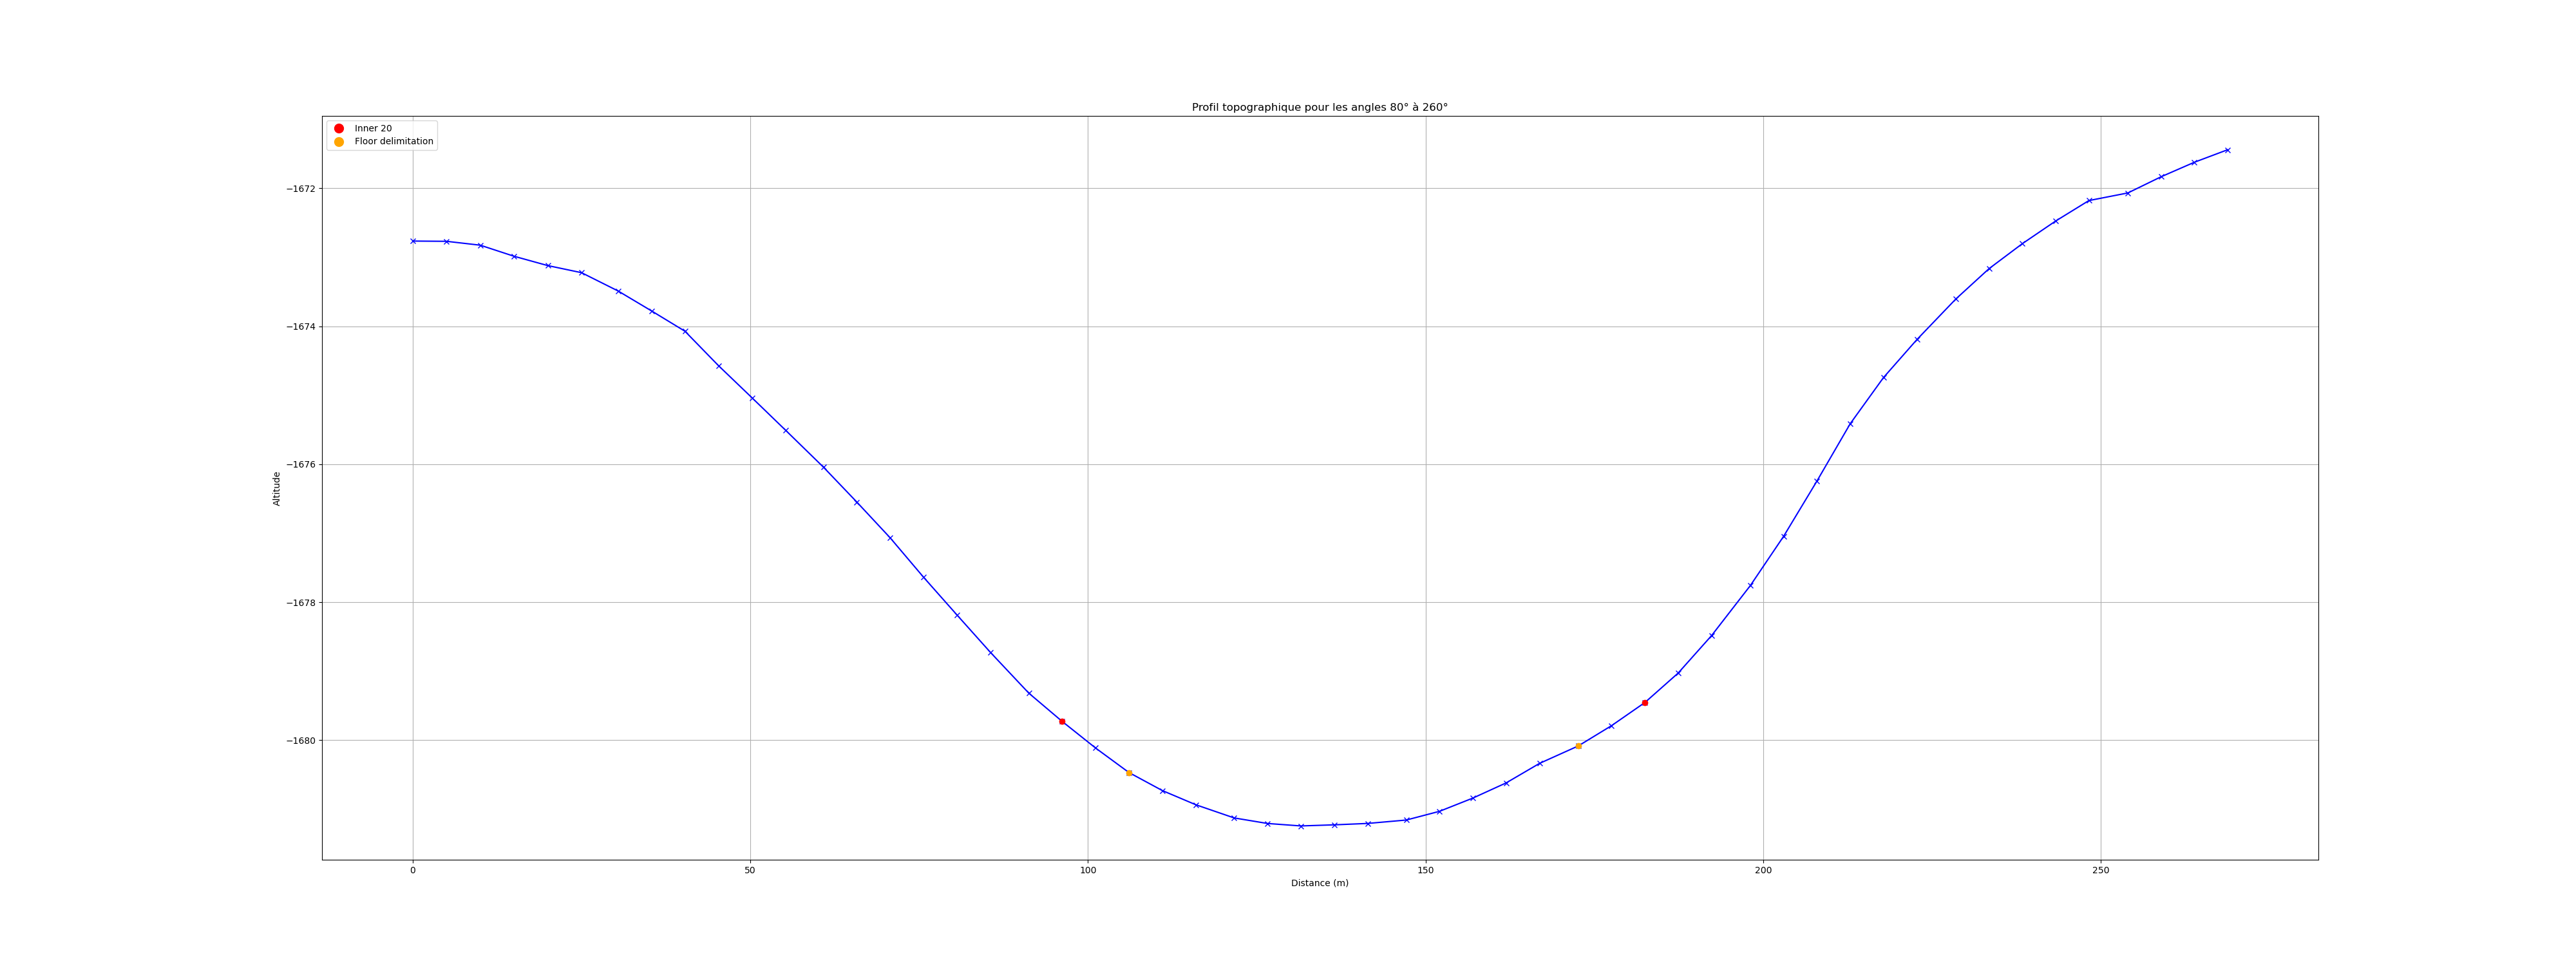 Profil topographique pour les angles 80° à 260°
Inner 20
Floor delimitation
−1672
−1674
−1676
−1678
−1680
Altitude
0 50 100 150 200 250
Distance (m)